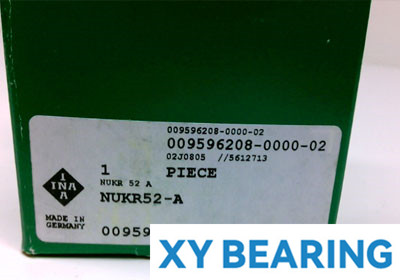 009596208-0000-02
009596208-0000-02
02J0805 //5612713
1 PIECE
NUKR 52 A
NUKR52-A
I
INA
A
MADE IN
GERMANY
00959
XY BEARING